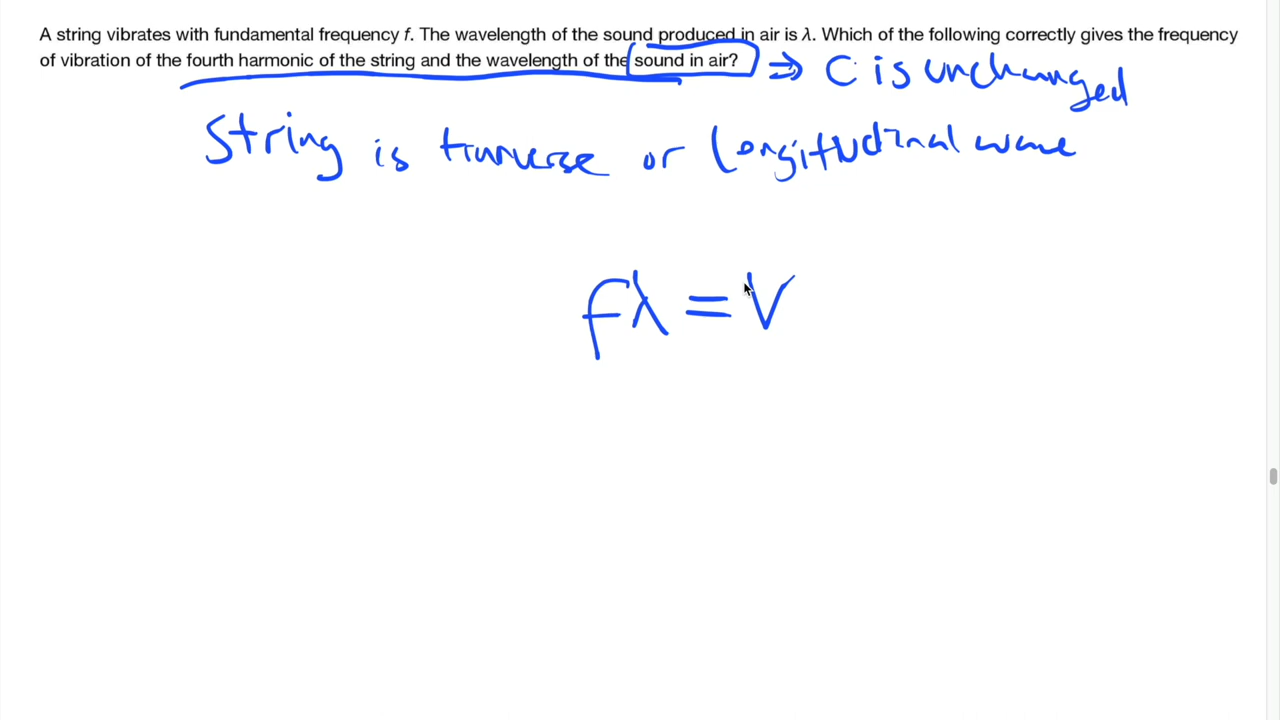 A string vibrates with fundamental frequency f. The wavelength of the sound produced in air is λ. Which of the following correctly gives the frequency
of vibration of the fourth harmonic of the string and the wavelength of the sound in air? ⇒ C is unchanged
String is tranverse or longitudinal wave
fλ = V